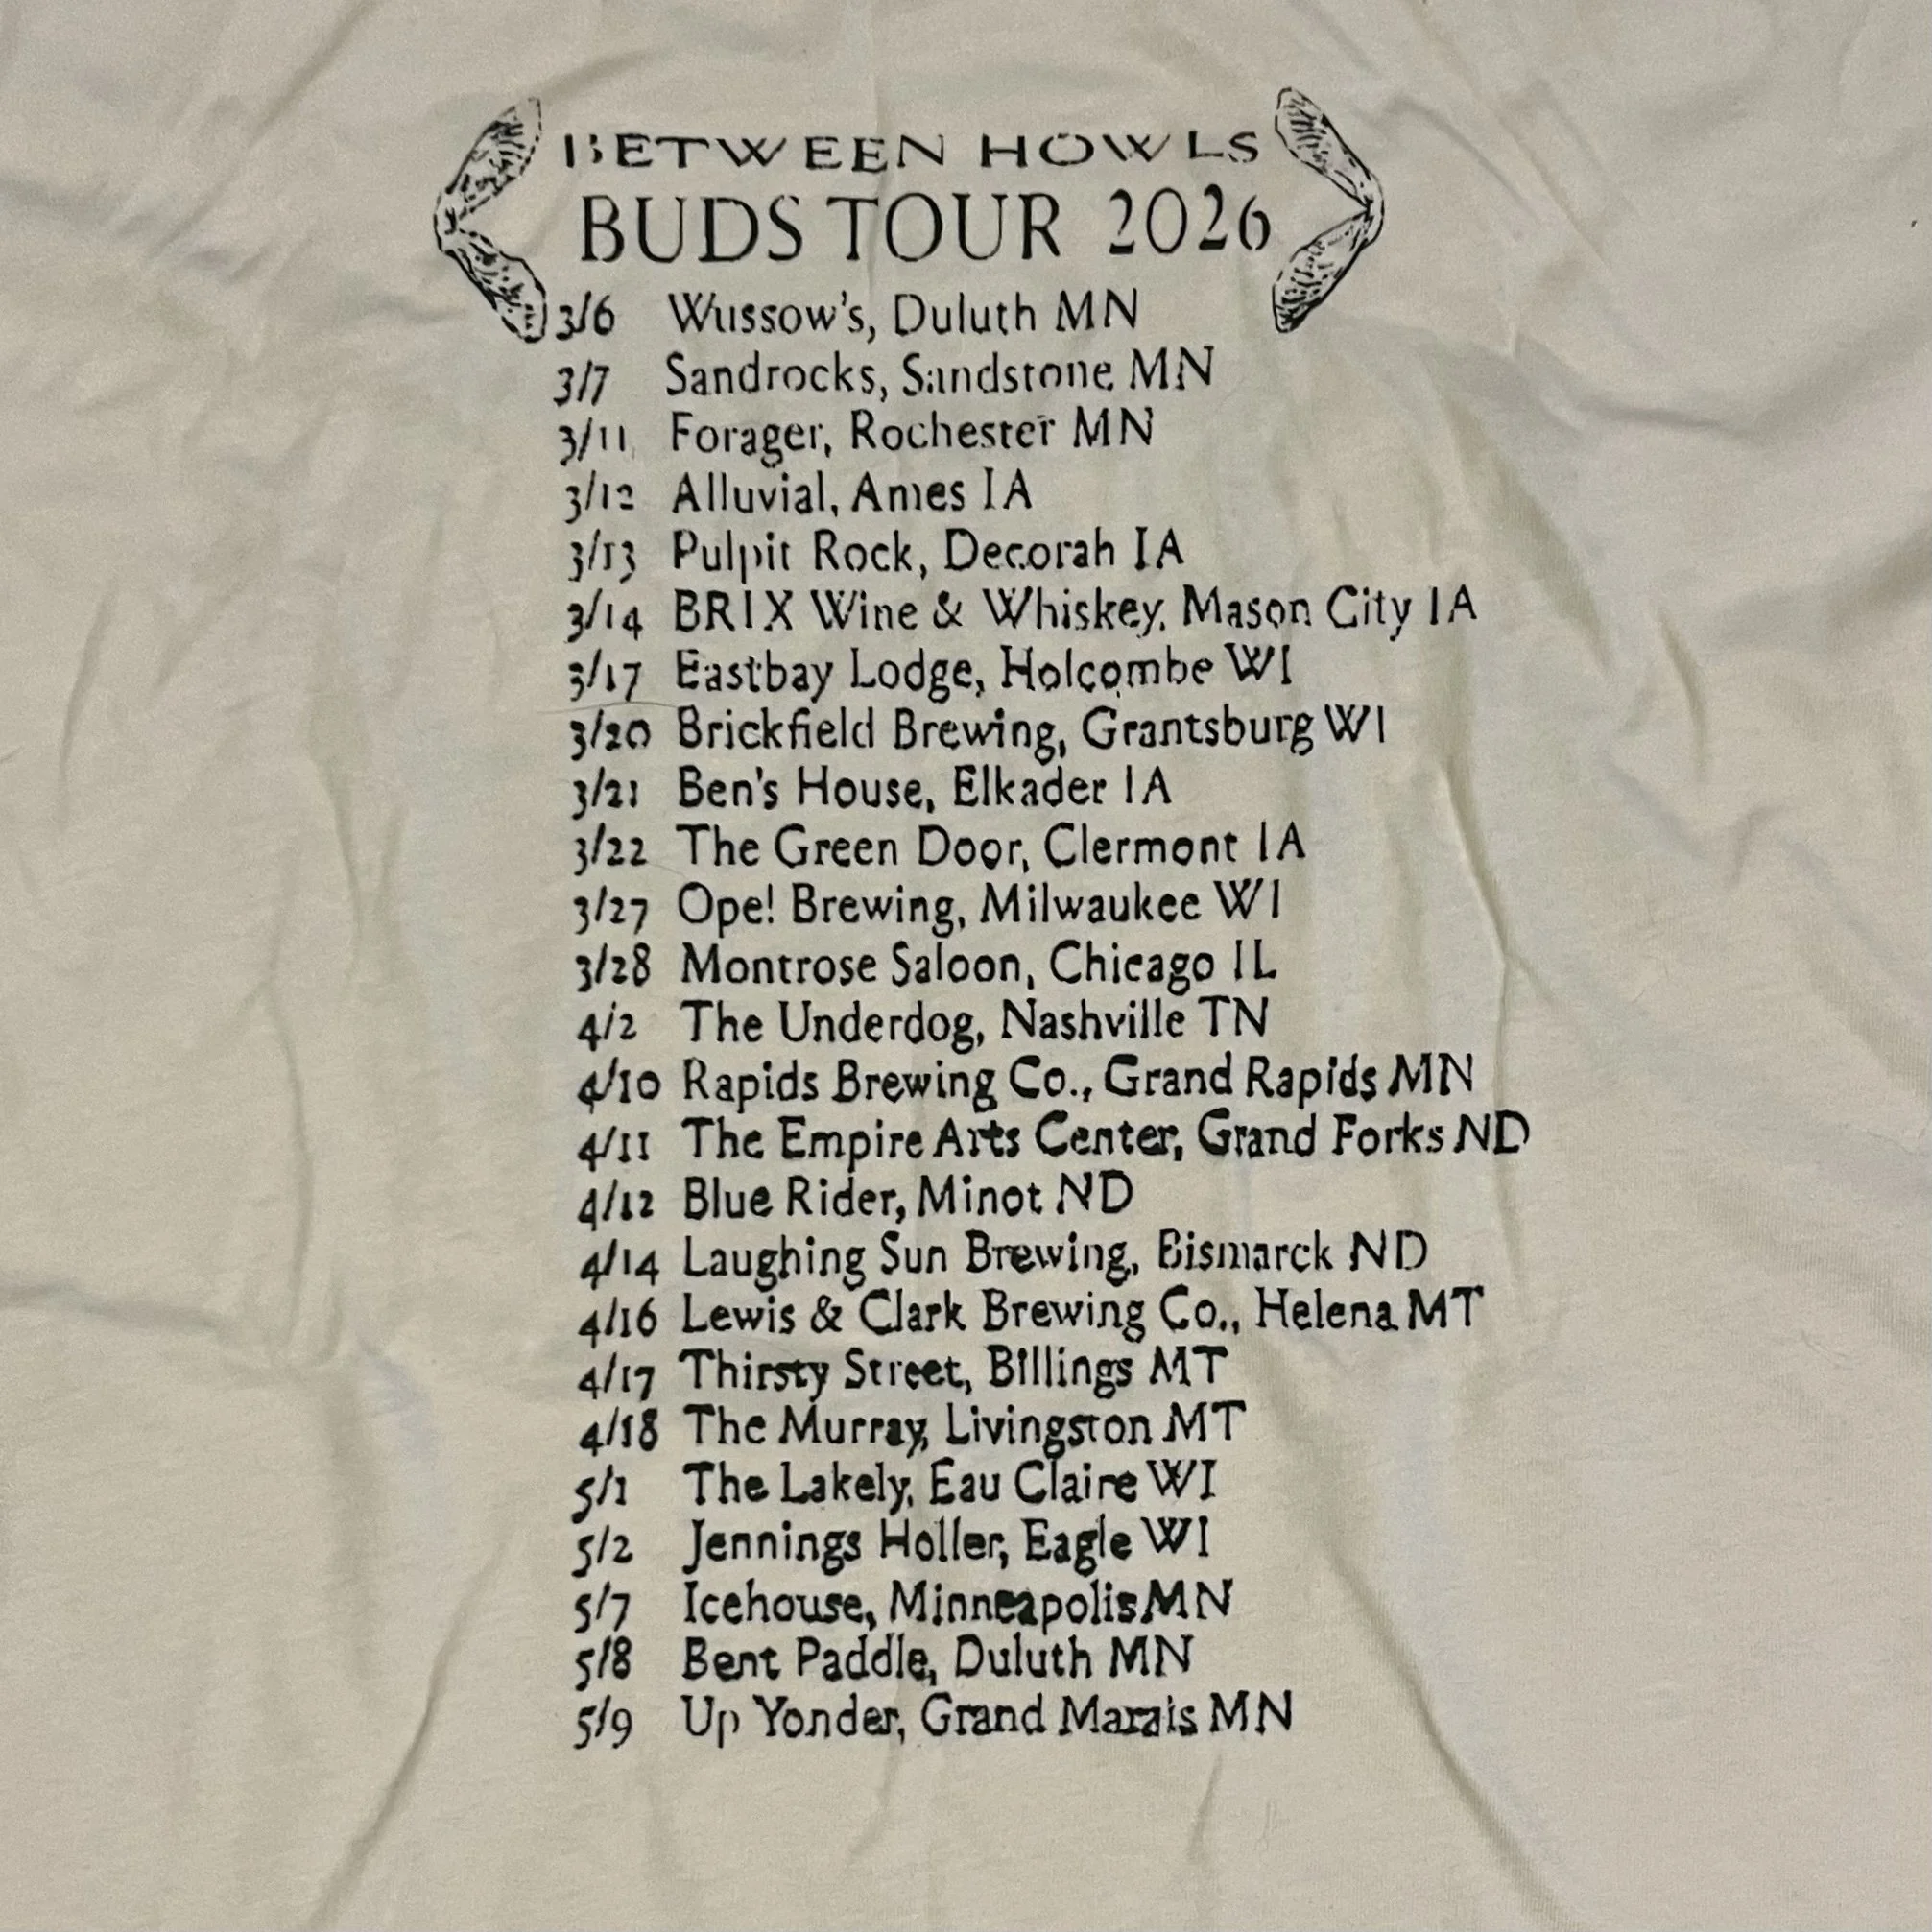 BETWEEN HOWLS
BUDS TOUR 2026
3/6 Wussow's, Duluth MN
3/7 Sandrocks, Sandstone MN
3/11 Forager, Rochester MN
3/12 Alluvial, Ames IA
3/13 Pulpit Rock, Decorah IA
3/14 BRIX Wine & Whiskey, Mason City IA
3/17 Eastbay Lodge, Holcombe WI
3/20 Brickfield Brewing, Grantsburg WI
3/21 Ben's House, Elkader IA
3/22 The Green Door, Clermont IA
3/27 Ope! Brewing, Milwaukee WI
3/28 Montrose Saloon, Chicago IL
4/2 The Underdog, Nashville TN
4/10 Rapids Brewing Co., Grand Rapids MN
4/11 The Empire Arts Center, Grand Forks ND
4/12 Blue Rider, Minot ND
4/14 Laughing Sun Brewing, Bismarck ND
4/16 Lewis & Clark Brewing Co., Helena MT
4/17 Thirsty Street, Billings MT
4/18 The Murray, Livingston MT
5/1 The Lakely, Eau Claire WI
5/2 Jennings Holler, Eagle WI
5/7 Icehouse, Minneapolis MN
5/8 Bent Paddle, Duluth MN
5/9 Up Yonder, Grand Marais MN